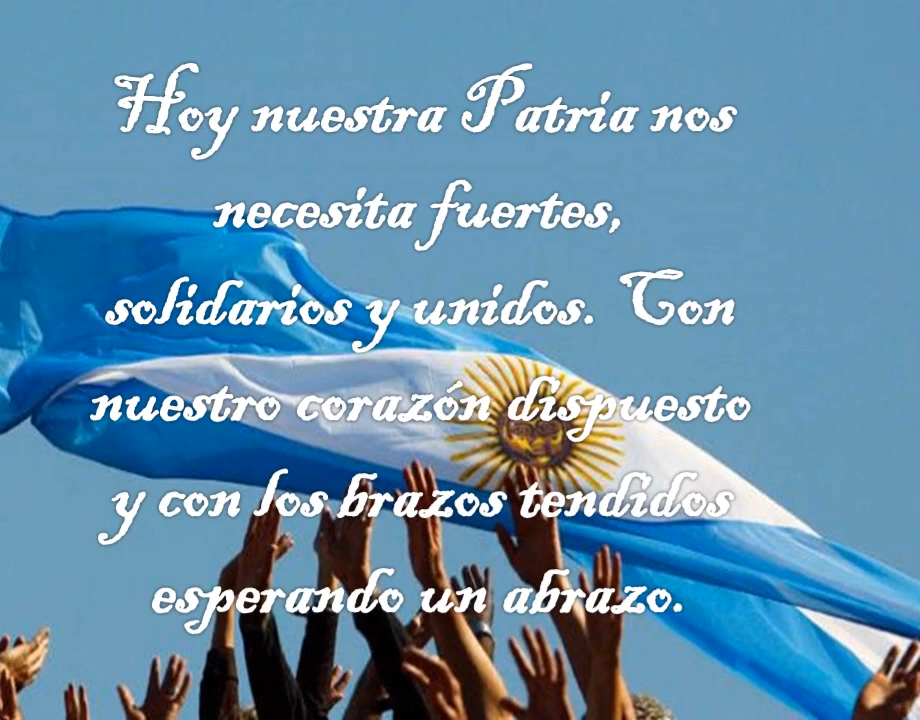 Hoy nuestra Patria nos
necesita fuertes,
solidarios y unidos. Con
nuestro corazón dispuesto
y con los brazos tendidos
esperando un abrazo.